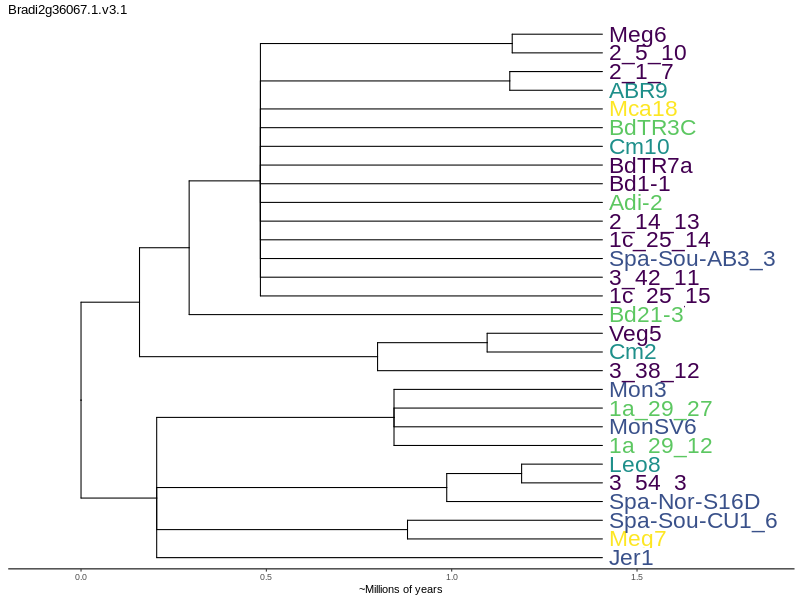 Bradi2g36067.1.v3.1
Meg6
2_5_10
2_1_7
ABR9
Mca18
BdTR3C
Cm10
BdTR7a
Bd1-1
Adi-2
2_14_13
1c_25_14
Spa-Sou-AB3_3
3_42_11
1c_25_15
Bd21-3
Veg5
Cm2
3_38_12
Mon3
1a_29_27
MonSV6
1a_29_12
Leo8
3_54_3
Spa-Nor-S16D
Spa-Sou-CU1_6
Meg7
Jer1
0.0 0.5 1.0 1.5
~Millions of years